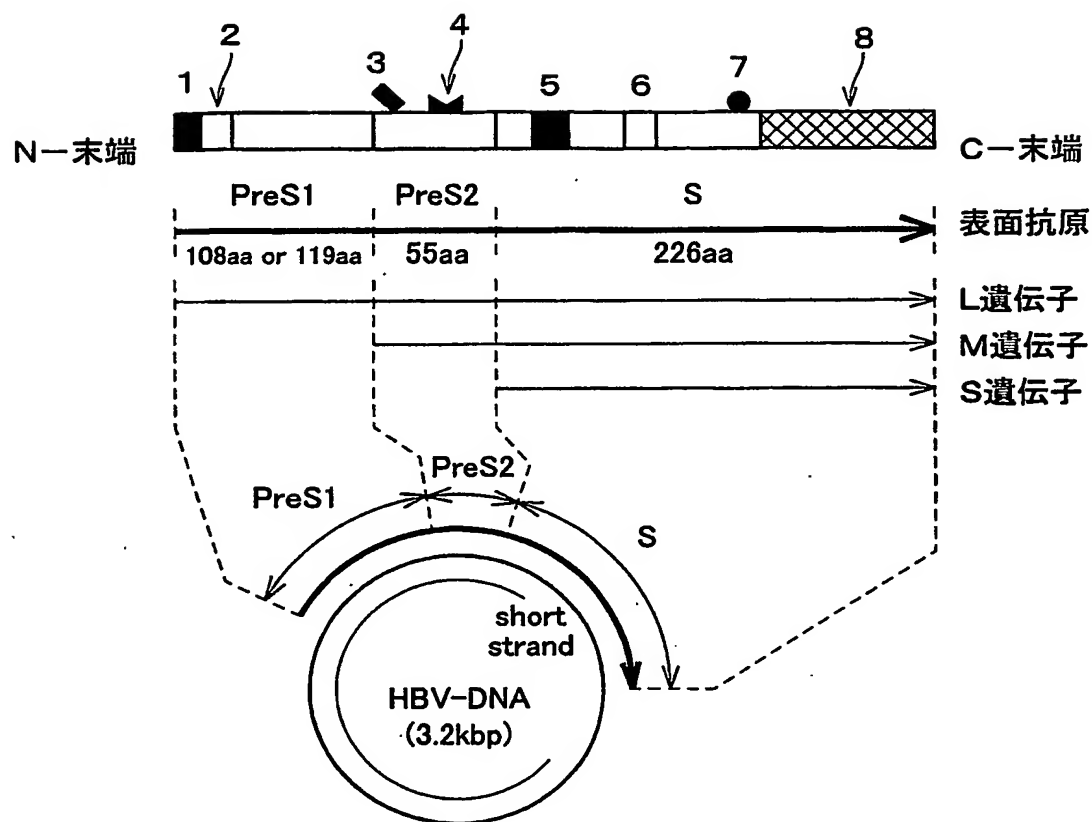 1 2 3 4 5 6 7 8
N－末端 C－末端
PreS1 PreS2 S
表面抗原
108aa or 119aa 55aa 226aa
L遺伝子
M遺伝子
S遺伝子
PreS1 PreS2 S
short
strand
HBV-DNA
(3.2kbp)